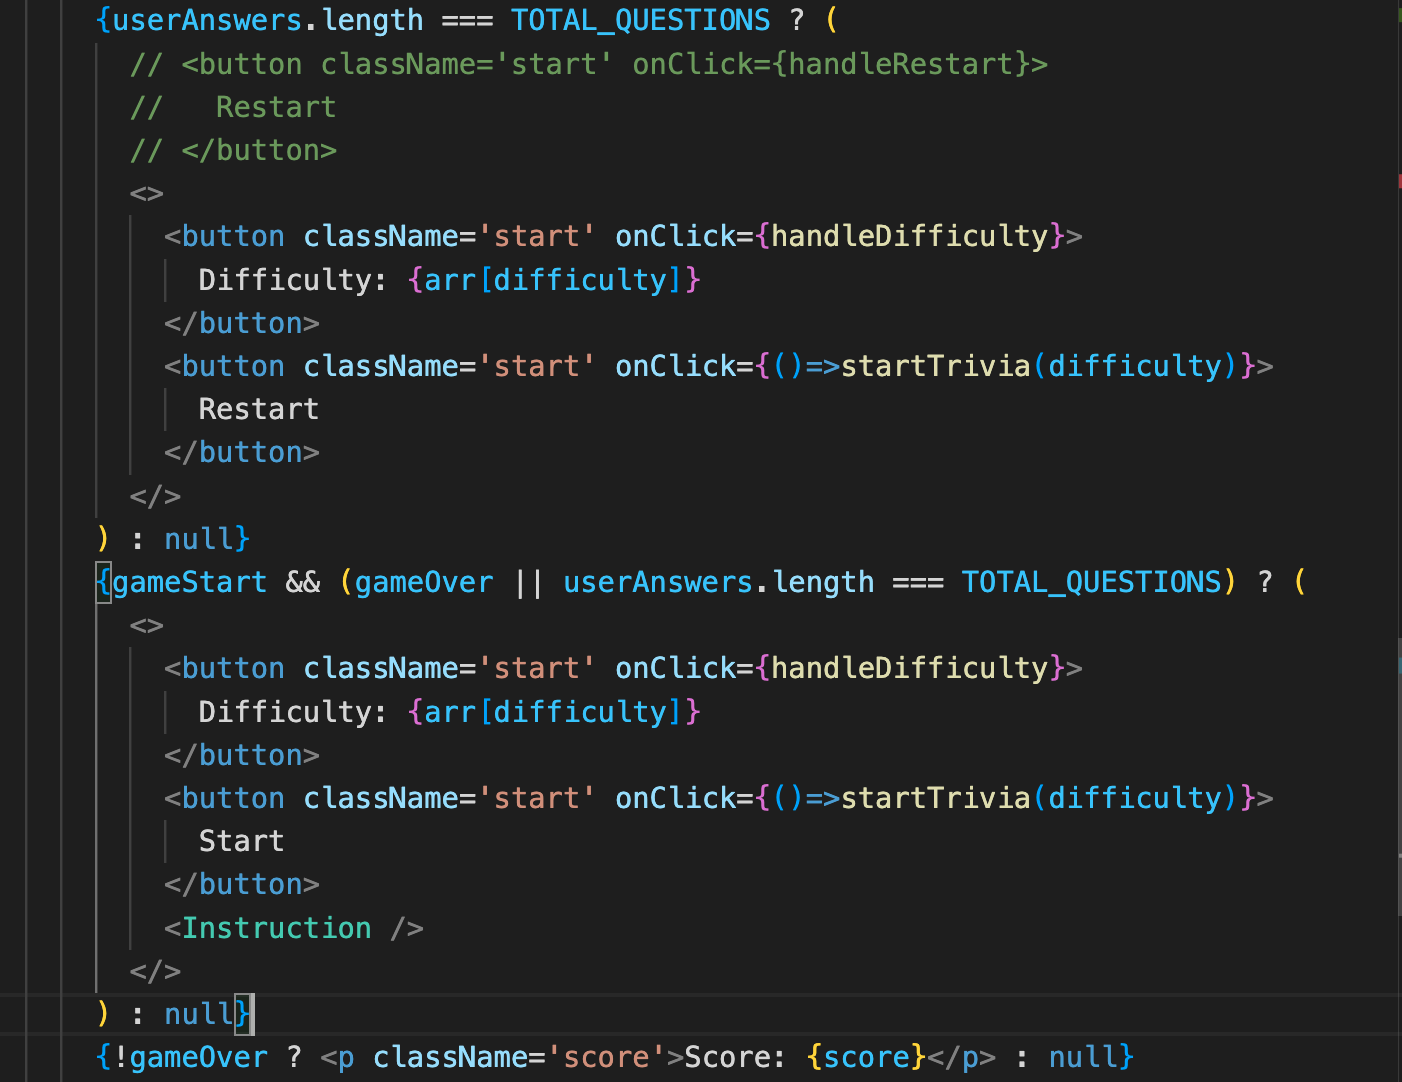 {userAnswers.length === TOTAL_QUESTIONS ? (
  // <button className='start' onClick={handleRestart}>
  //   Restart
  // </button>
  <>
    <button className='start' onClick={handleDifficulty}>
      Difficulty: {arr[difficulty]}
    </button>
    <button className='start' onClick={()=>startTrivia(difficulty)}>
      Restart
    </button>
  </>
) : null}
{gameStart && (gameOver || userAnswers.length === TOTAL_QUESTIONS) ? (
  <>
    <button className='start' onClick={handleDifficulty}>
      Difficulty: {arr[difficulty]}
    </button>
    <button className='start' onClick={()=>startTrivia(difficulty)}>
      Start
    </button>
    <Instruction />
  </>
) : null}
{!gameOver ? <p className='score'>Score: {score}</p> : null}